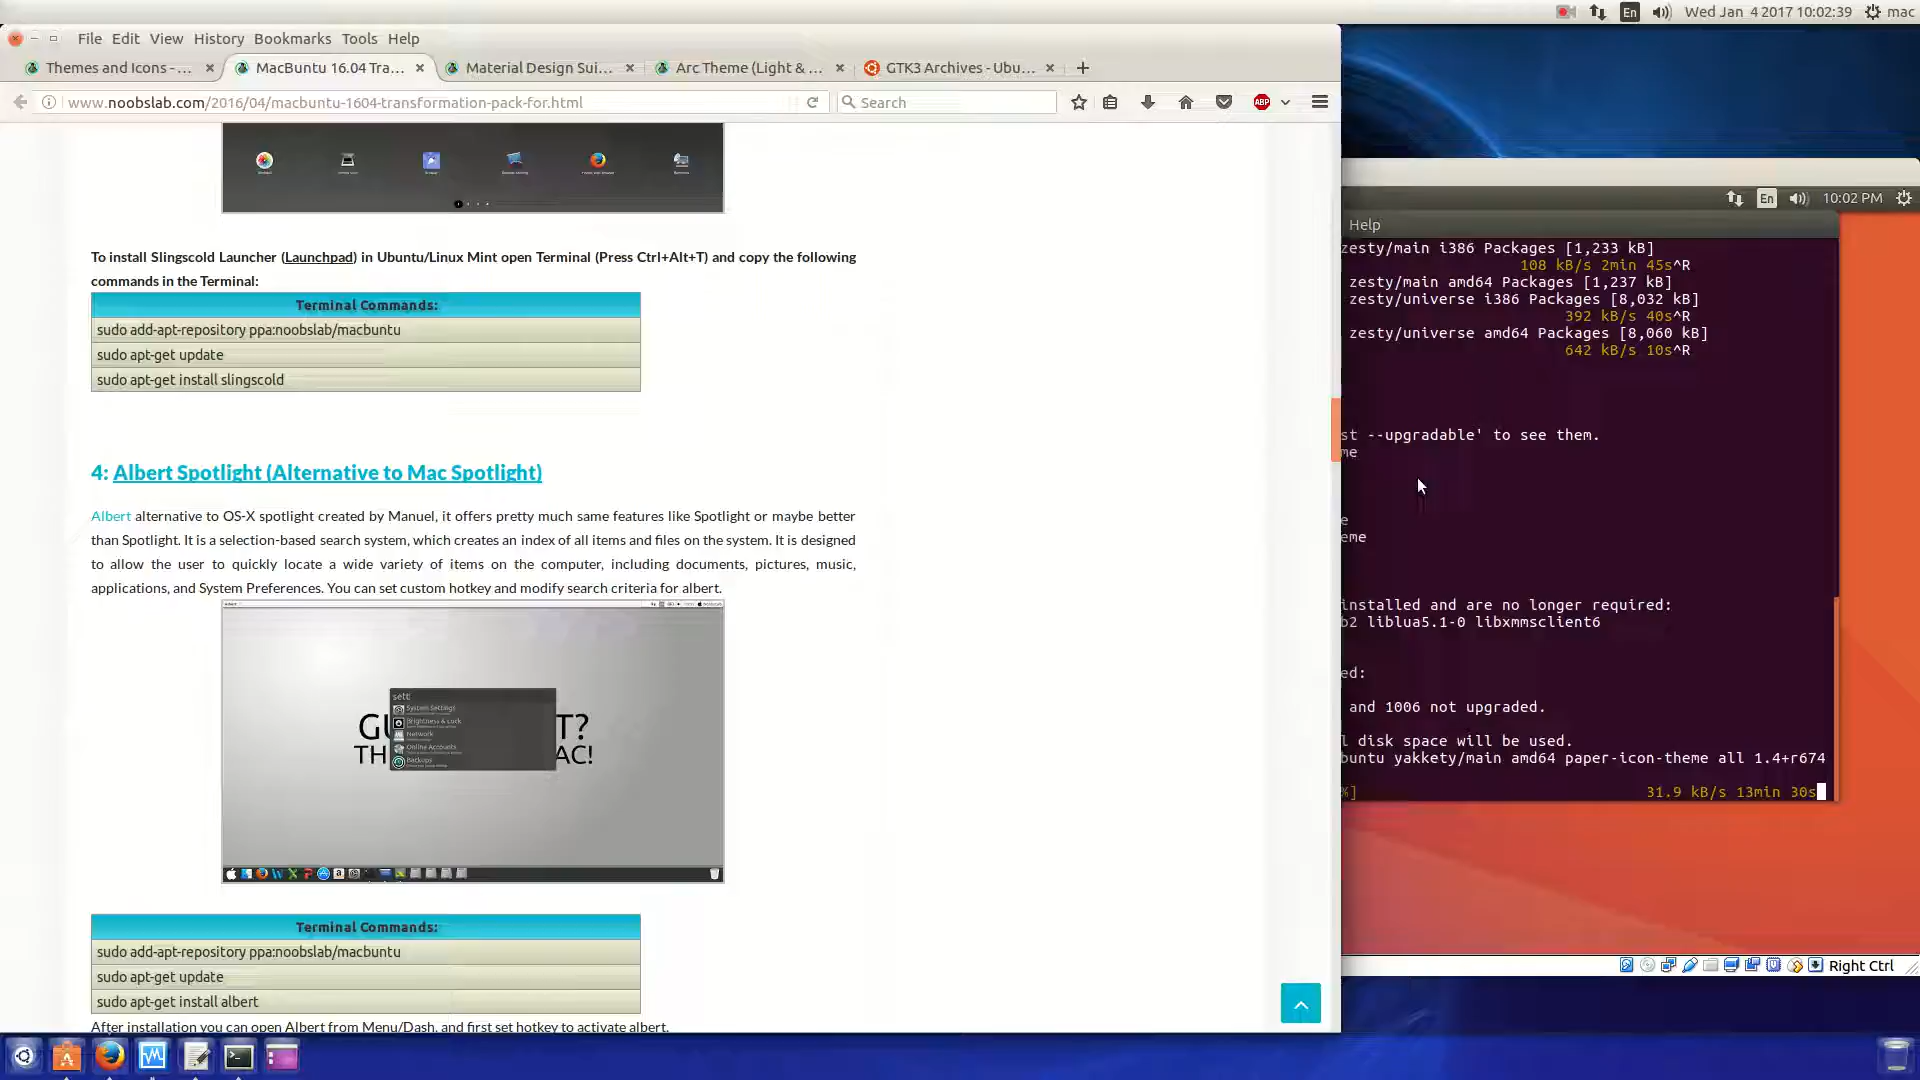 En
Wed Jan 4 2017 10:02:39
mac
File Edit View History Bookmarks Tools Help
Themes and Icons - ...
MacBuntu 16.04 Tra...
Material Design Sui...
Arc Theme (Light & ...
GTK3 Archives - Ubu...
www.noobslab.com/2016/04/macbuntu-1604-transformation-pack-for.html
Search
ABP
To install Slingscold Launcher (Launchpad) in Ubuntu/Linux Mint open Terminal (Press Ctrl+Alt+T) and copy the following
commands in the Terminal:
Terminal Commands:
sudo add-apt-repository ppa:noobslab/macbuntu
sudo apt-get update
sudo apt-get install slingscold
4: Albert Spotlight (Alternative to Mac Spotlight)
Albert alternative to OS-X spotlight created by Manuel, it offers pretty much same features like Spotlight or maybe better
than Spotlight. It is a selection-based search system, which creates an index of all items and files on the system. It is designed
to allow the user to quickly locate a wide variety of items on the computer, including documents, pictures, music,
applications, and System Preferences. You can set custom hotkey and modify search criteria for albert.
sett
System Settings
Brightness & Lock
Network
Online Accounts
Backups
GU T?
TH AC!
Terminal Commands:
sudo add-apt-repository ppa:noobslab/macbuntu
sudo apt-get update
sudo apt-get install albert
After installation you can open Albert from Menu/Dash, and first set hotkey to activate albert.
En
10:02 PM
Help
zesty/main i386 Packages [1,233 kB]
108 kB/s 2min 45s^R
zesty/main amd64 Packages [1,237 kB]
zesty/universe i386 Packages [8,032 kB]
392 kB/s 40s^R
zesty/universe amd64 Packages [8,060 kB]
642 kB/s 10s^R
st --upgradable' to see them.
me
e
eme
installed and are no longer required:
b2 liblua5.1-0 libxmmsclient6
ed:
and 1006 not upgraded.
l disk space will be used.
buntu yakkety/main amd64 paper-icon-theme all 1.4+r674
%] 31.9 kB/s 13min 30s
Right Ctrl